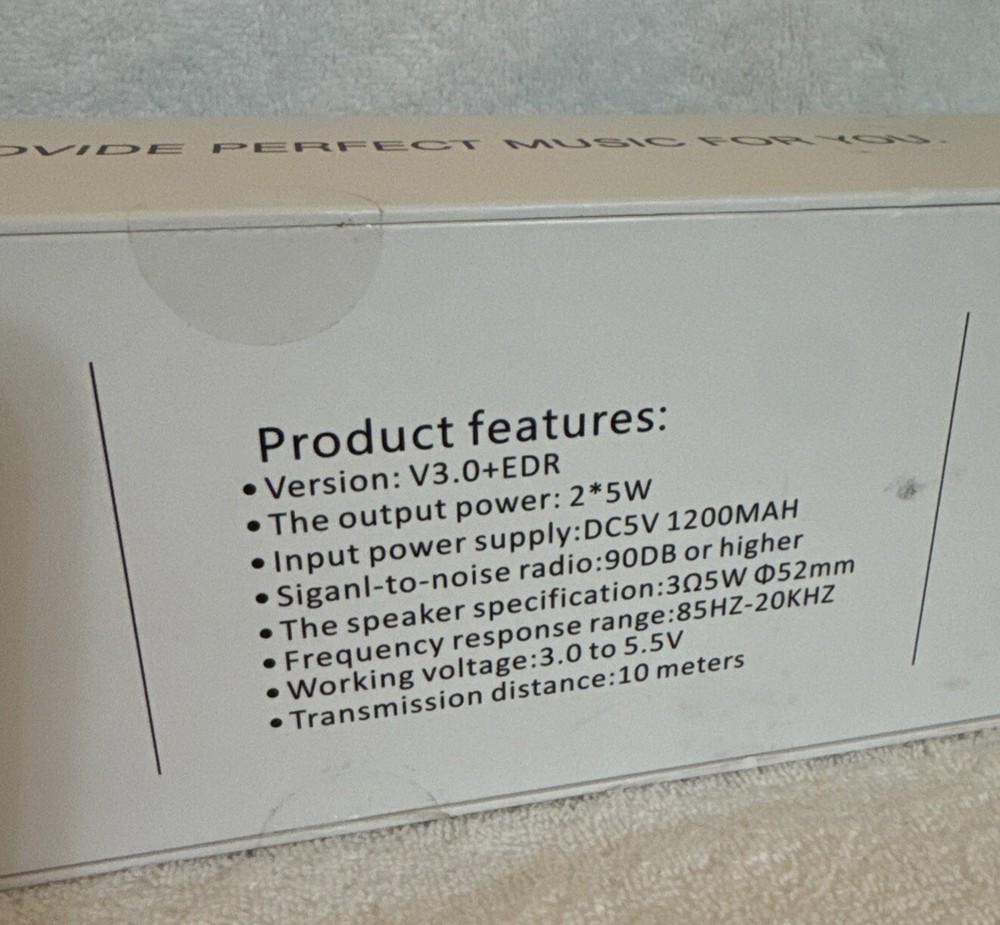 OVIDE PERFECT MUSIC FOR YOU.
Product features:
• Version: V3.0+EDR
• The output power: 2*5W
• Input power supply:DC5V 1200MAH
• Siganl-to-noise radio:90DB or higher
• The speaker specification:3Ω5W Φ52mm
• Frequency response range:85HZ-20KHZ
• Working voltage:3.0 to 5.5V
• Transmission distance:10 meters